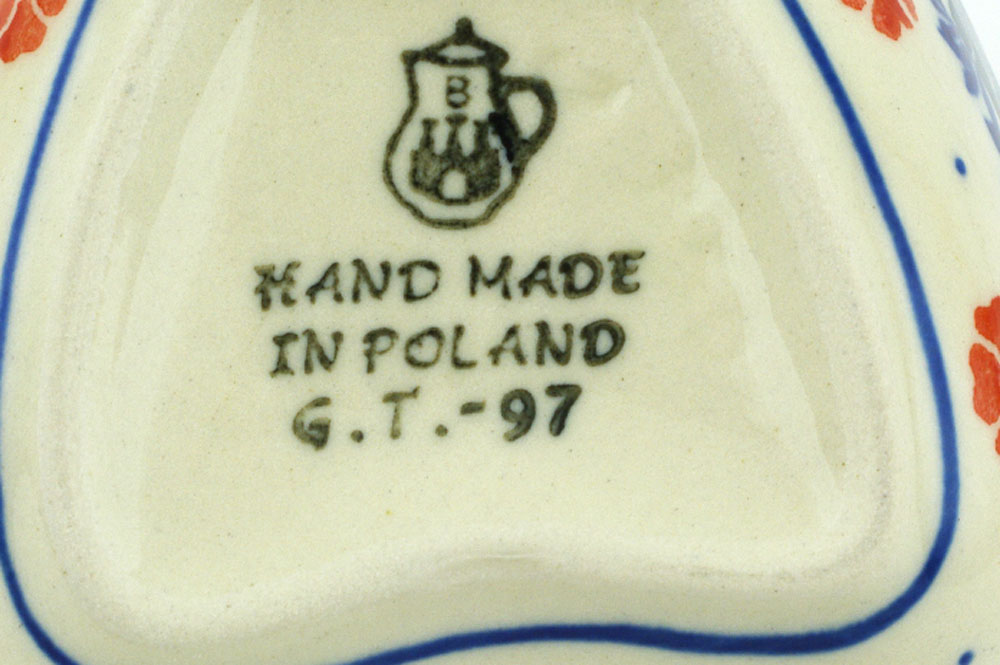 B
HAND MADE
IN POLAND
G.T.-97